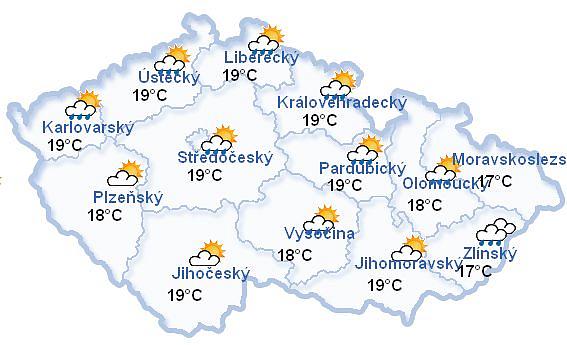 Liberecký
19°C
Ústecký
19°C
Královéhradecký
19°C
Karlovarský
19°C
Středočeský
19°C
Pardubický
19°C
Moravskoslezs
17°C
Olomoucký
18°C
Plzeňský
18°C
Vysočina
18°C
Zlínský
17°C
Jihomoravský
19°C
Jihočeský
19°C